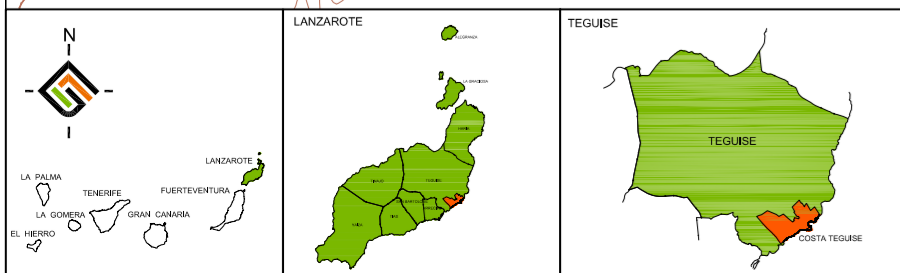 N
LANZAROTE
LA PALMA
TENERIFE
FUERTEVENTURA
LA GOMERA
GRAN CANARIA
EL HIERRO
LANZAROTE
ALEGRANZA
LA GRACIOSA
HARÍA
TEGUISE
TINAJO
YAIZA
TÍAS
TEGUISE
TEGUISE
COSTA TEGUISE